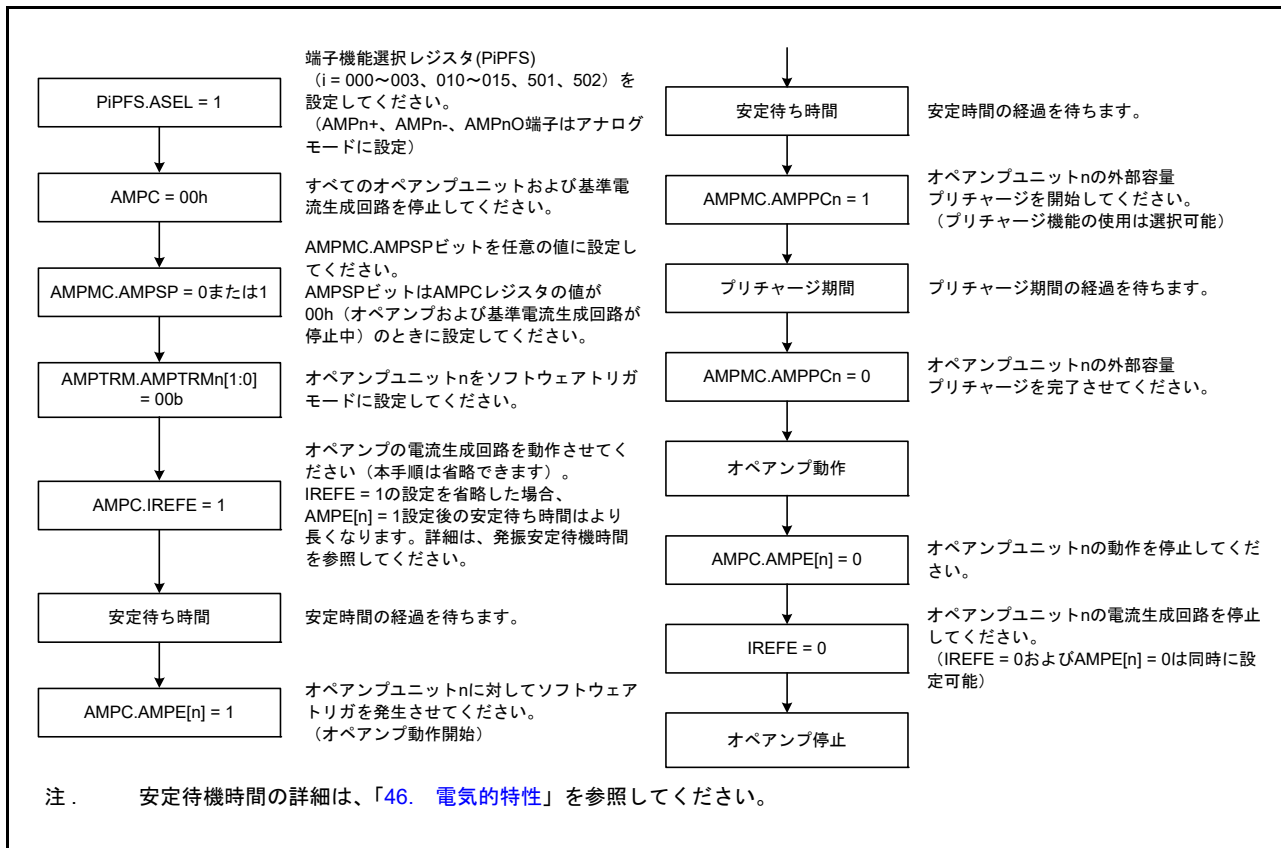 PiPFS.ASEL = 1
端子機能選択レジスタ(PiPFS)
（i = 000～003、010～015、501、502）を
設定してください。
（AMPn+、AMPn-、AMPnO端子はアナログ
モードに設定）
AMPC = 00h
すべてのオペアンプユニットおよび基準電
流生成回路を停止してください。
AMPMC.AMPSP = 0または1
AMPMC.AMPSPビットを任意の値に設定し
てください。
AMPSPビットはAMPCレジスタの値が
00h（オペアンプおよび基準電流生成回路が
停止中）のときに設定してください。
AMPTRM.AMPTRMn[1:0]
= 00b
オペアンプユニットnをソフトウェアトリガ
モードに設定してください。
AMPC.IREFE = 1
オペアンプの電流生成回路を動作させてく
ださい（本手順は省略できます）。
IREFE = 1の設定を省略した場合、
AMPE[n] = 1設定後の安定待ち時間はより
長くなります。詳細は、発振安定待機時間
を参照してください。
安定待ち時間
安定時間の経過を待ちます。
AMPC.AMPE[n] = 1
オペアンプユニットnに対してソフトウェア
トリガを発生させてください。
（オペアンプ動作開始）
安定待ち時間
安定時間の経過を待ちます。
AMPMC.AMPPCn = 1
オペアンプユニットnの外部容量
プリチャージを開始してください。
（プリチャージ機能の使用は選択可能）
プリチャージ期間
プリチャージ期間の経過を待ちます。
AMPMC.AMPPCn = 0
オペアンプユニットnの外部容量
プリチャージを完了させてください。
オペアンプ動作
AMPC.AMPE[n] = 0
オペアンプユニットnの動作を停止してくだ
さい。
IREFE = 0
オペアンプユニットnの電流生成回路を停止
してください。
（IREFE = 0およびAMPE[n] = 0は同時に設
定可能）
オペアンプ停止
注 . 安定待機時間の詳細は、「46. 電気的特性」を参照してください。